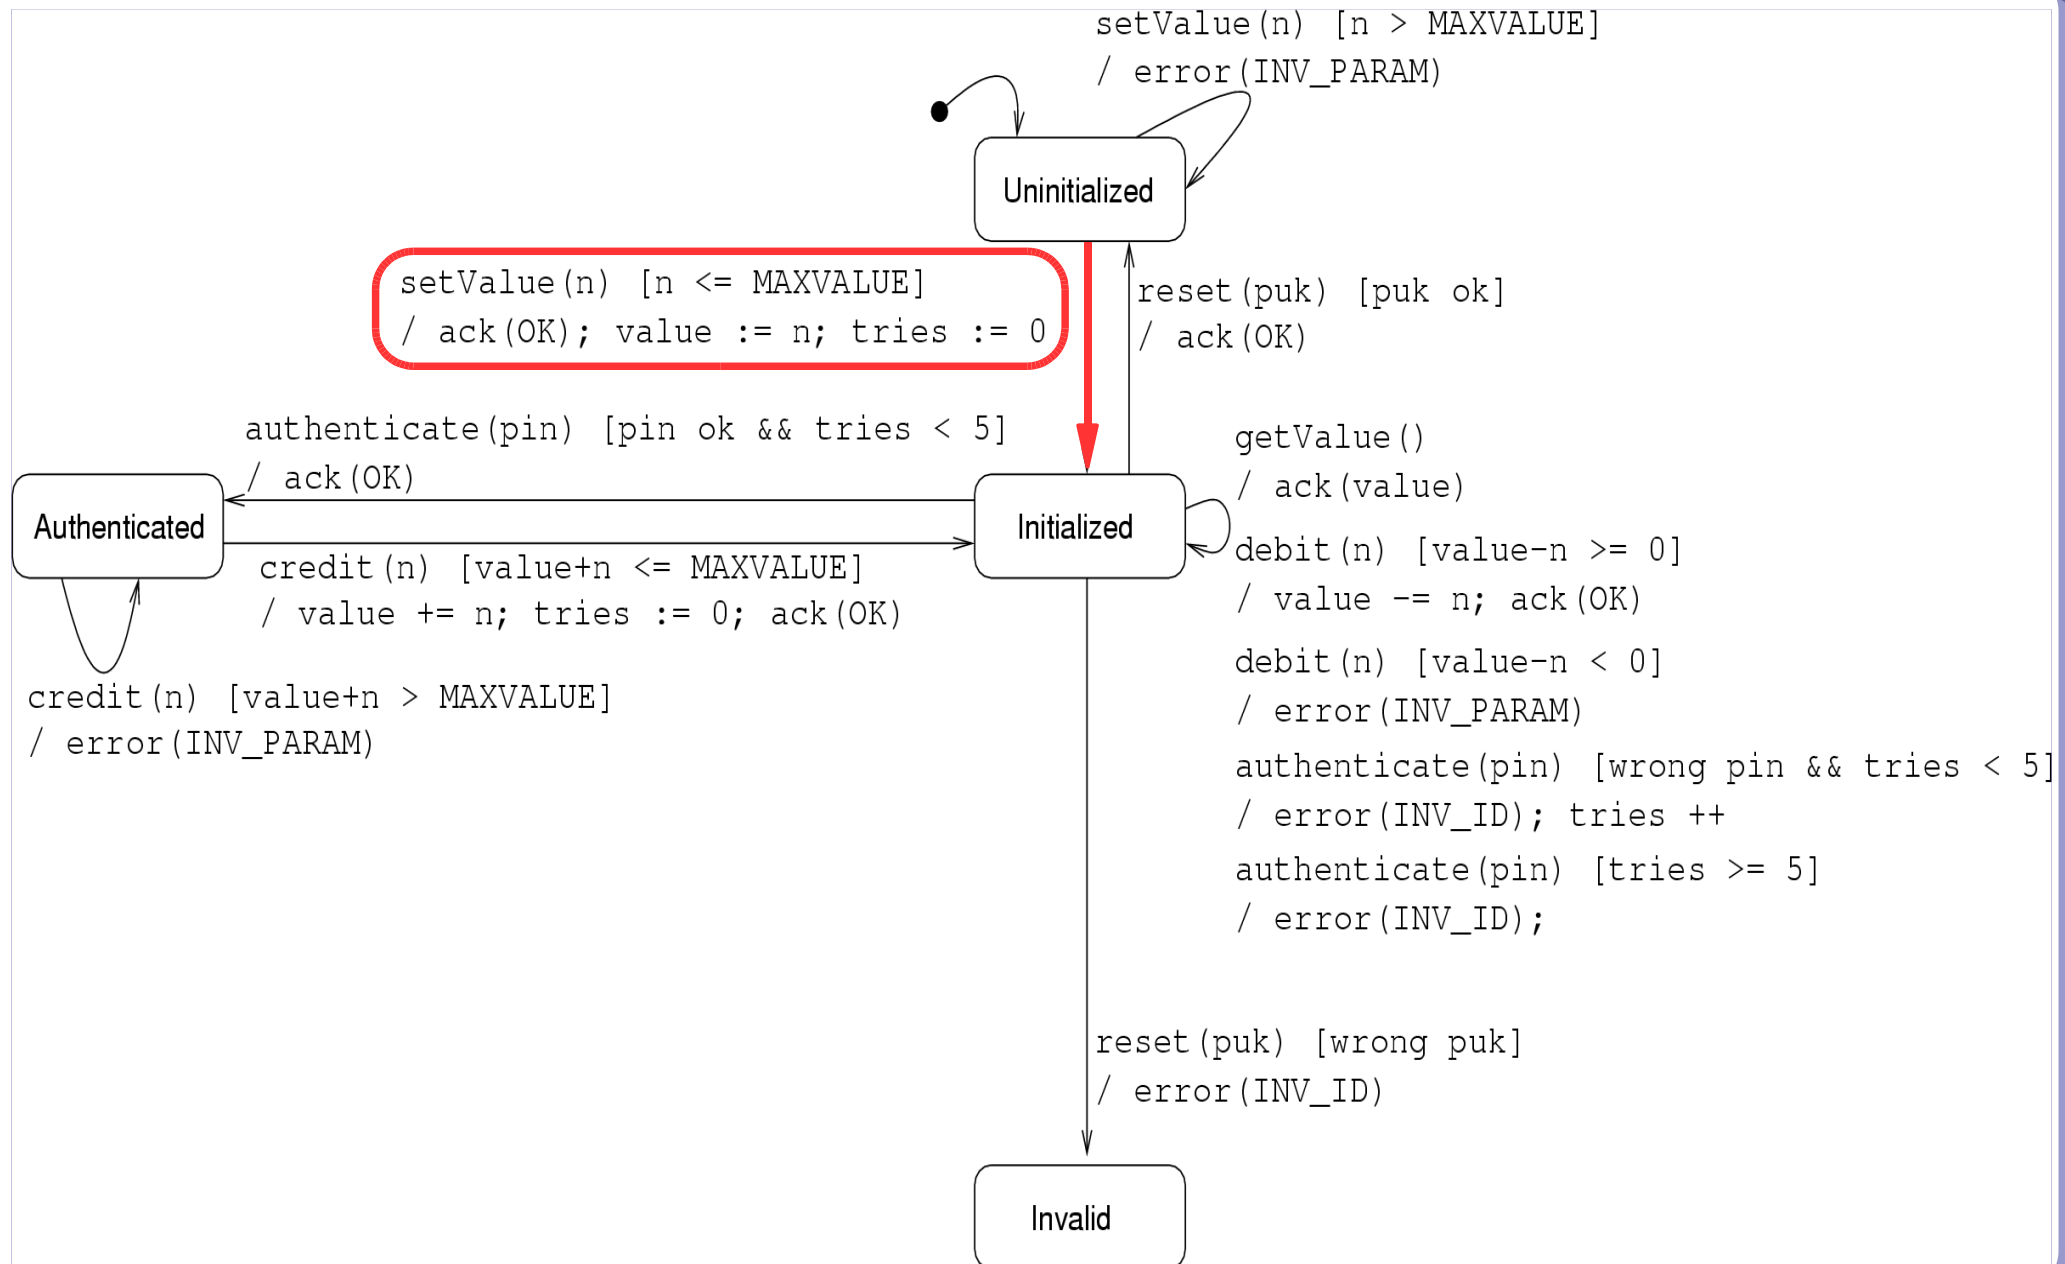 setValue(n) [n > MAXVALUE]
/ error(INV_PARAM)
Uninitialized
setValue(n) [n <= MAXVALUE]
/ ack(OK); value := n; tries := 0
reset(puk) [puk ok]
/ ack(OK)
authenticate(pin) [pin ok && tries < 5]
/ ack(OK)
Authenticated
Initialized
credit(n) [value+n <= MAXVALUE]
/ value += n; tries := 0; ack(OK)
credit(n) [value+n > MAXVALUE]
/ error(INV_PARAM)
getValue()
/ ack(value)
debit(n) [value-n >= 0]
/ value -= n; ack(OK)
debit(n) [value-n < 0]
/ error(INV_PARAM)
authenticate(pin) [wrong pin && tries < 5]
/ error(INV_ID); tries ++
authenticate(pin) [tries >= 5]
/ error(INV_ID);
reset(puk) [wrong puk]
/ error(INV_ID)
Invalid